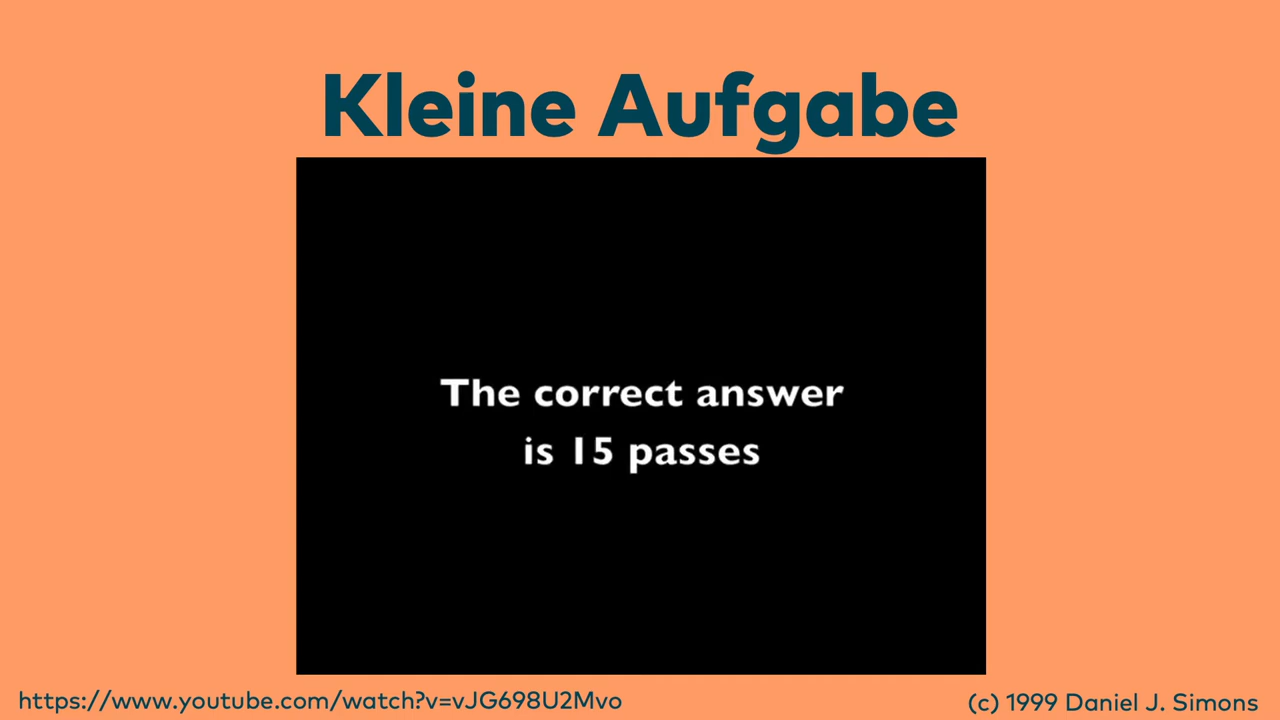 Kleine Aufgabe
The correct answer
is 15 passes
https://www.youtube.com/watch?v=vJG698U2Mvo
(c) 1999 Daniel J. Simons